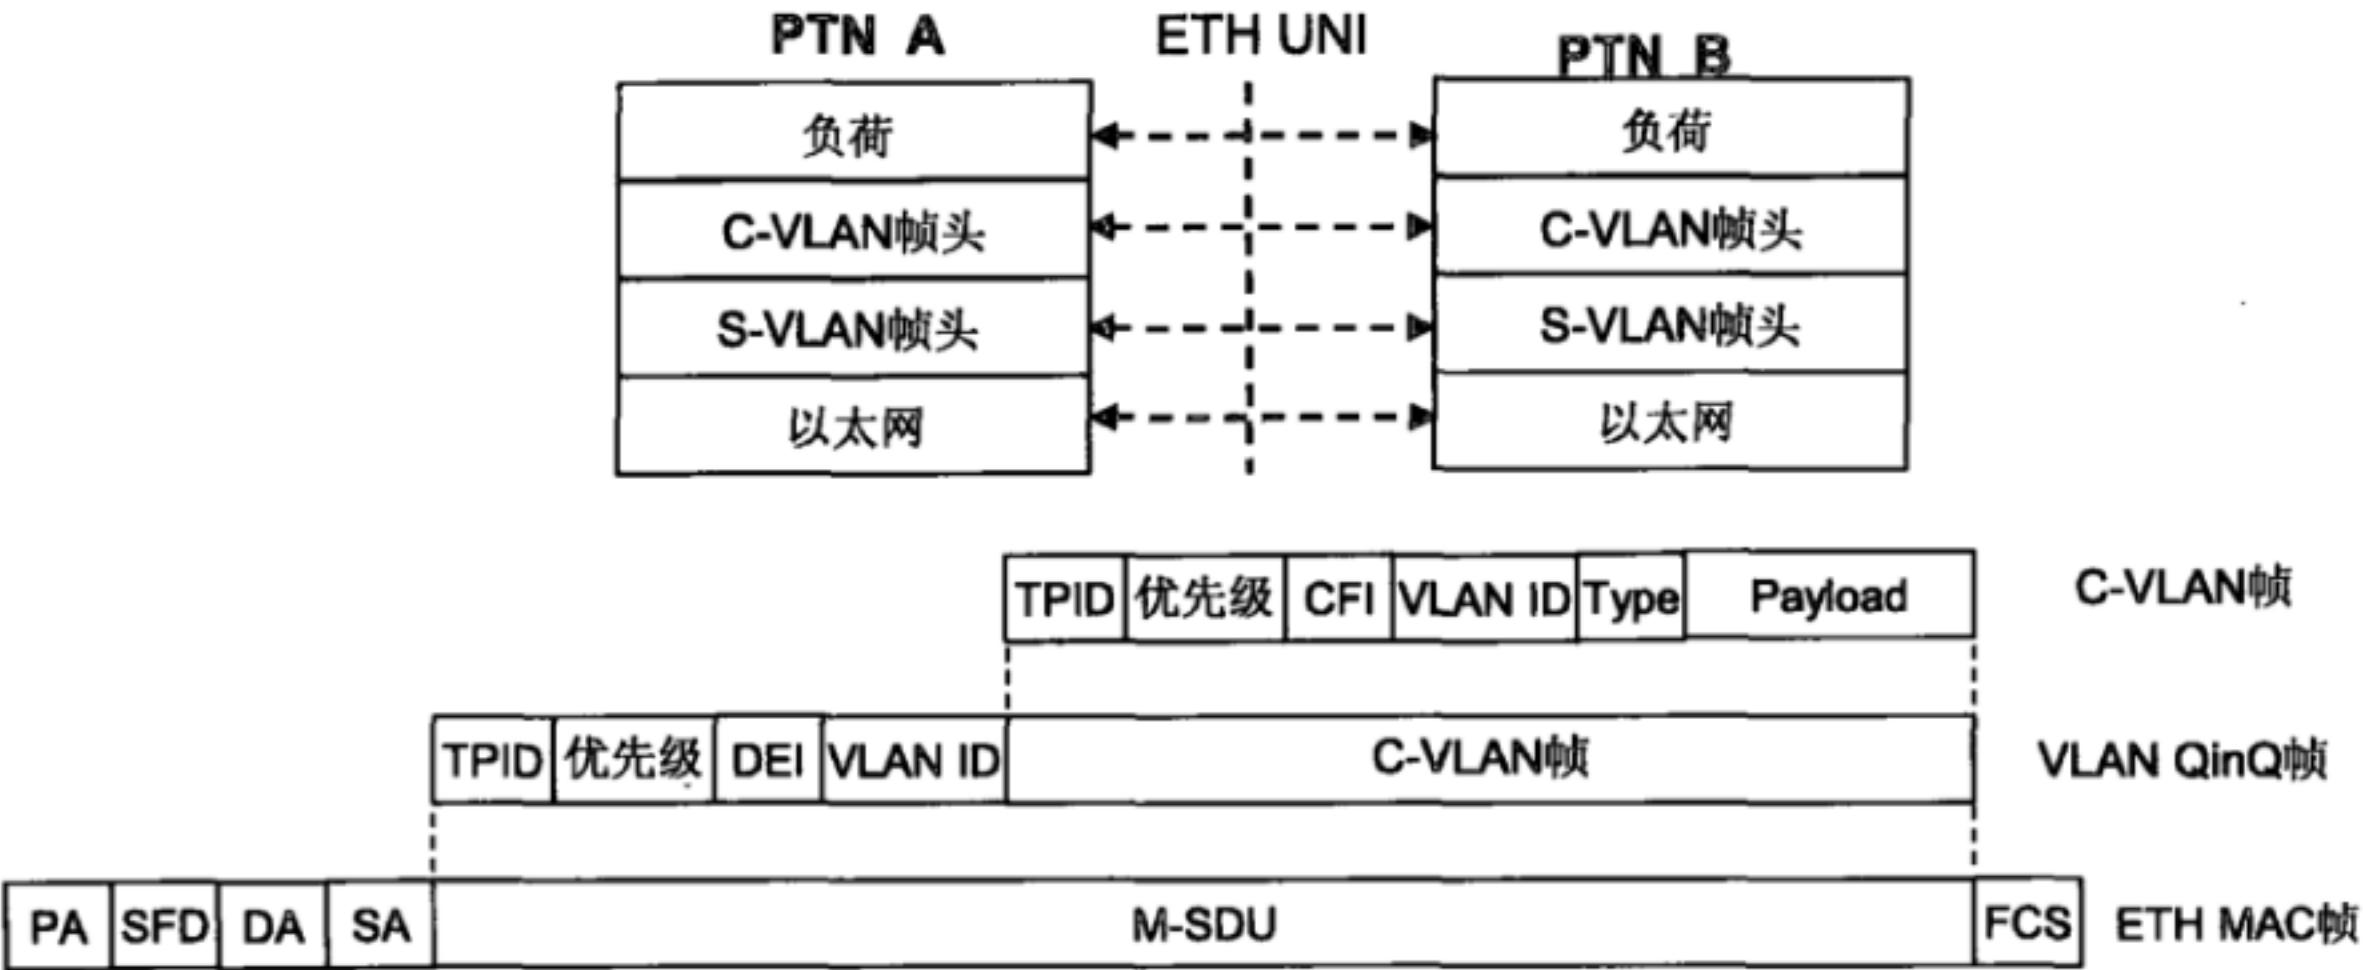 PTN A ETH UNI PTN B
负荷 负荷
C-VLAN帧头 C-VLAN帧头
S-VLAN帧头 S-VLAN帧头
以太网 以太网
TPID 优先级 CFI VLAN ID Type Payload C-VLAN帧
TPID 优先级 DEI VLAN ID C-VLAN帧 VLAN QinQ帧
PA SFD DA SA M-SDU FCS ETH MAC帧